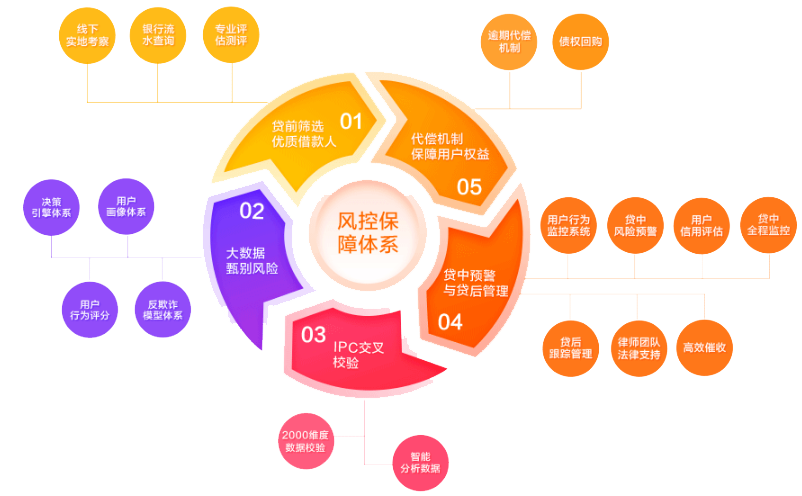 线下
实地考察
银行流
水查询
专业评
估测评
逾期代偿
机制
债权回购
贷前筛选
优质借款人
01
代偿机制
保障用户权益
05
决策
引擎体系
用户
画像体系
02
大数据
甄别风险
用户
行为评分
反欺诈
模型体系
风控保
障体系
用户行为
监控系统
贷中
风险预警
用户
信用评估
贷中
全程监控
贷中预警
与贷后管理
04
贷后
跟踪管理
律师团队
法律支持
高效催收
03
IPC交叉
校验
2000维度
数据校验
智能
分析数据